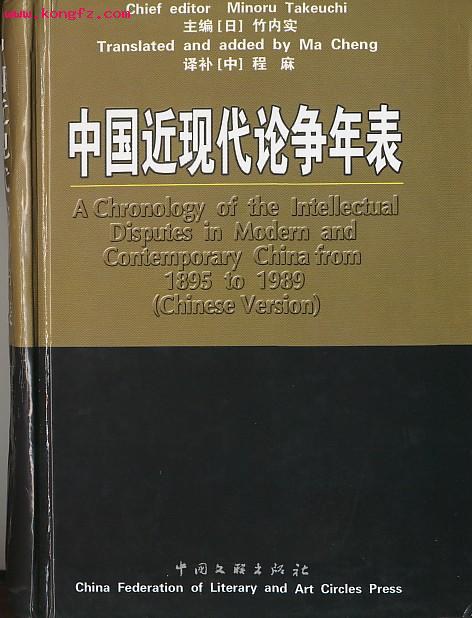 www.kongfz.com
Chief editor Minoru Takeuchi
主编[日]竹内实
Translated and added by Ma Cheng
译补[中]程麻
中国近现代论争年表
A Chronology of the Intellectual
Disputes in Modern and
Contemporary China from
1895 to 1989
(Chinese Version)
中国文联出版社
China Federation of Literary and Art Circles Press